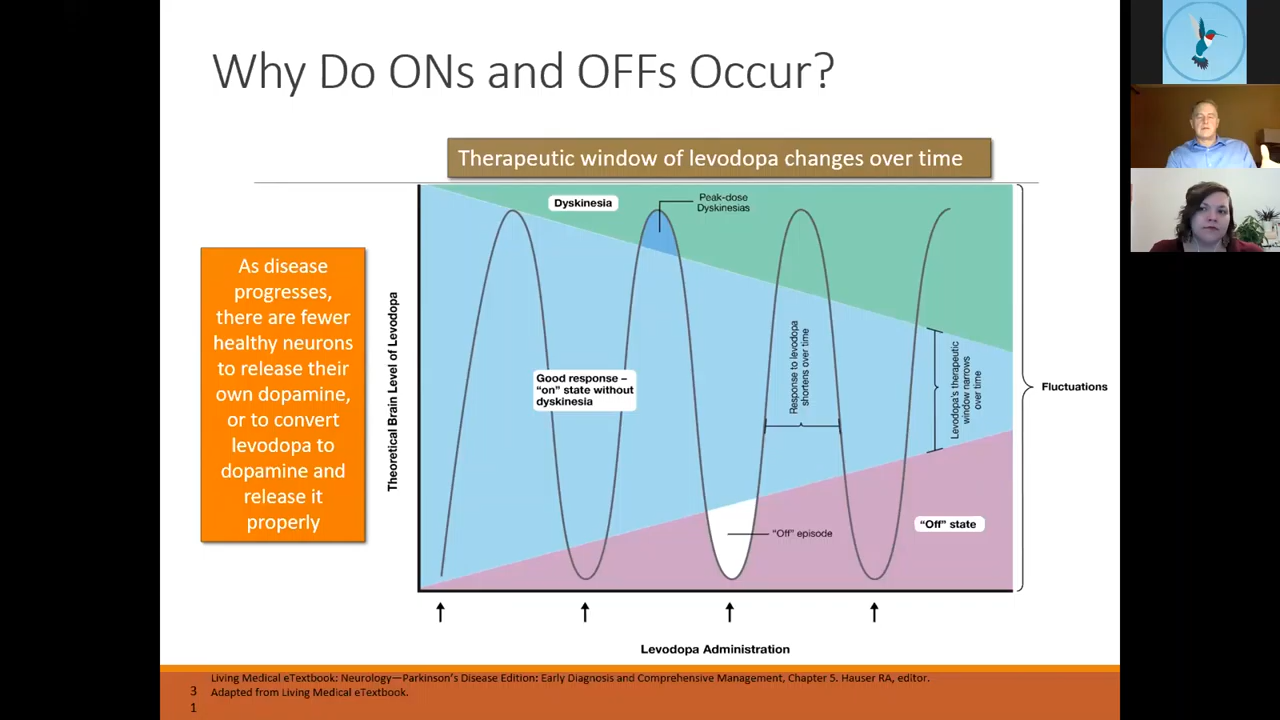 Why Do ONs and OFFs Occur?
Therapeutic window of levodopa changes over time
As disease
progresses,
there are fewer
healthy neurons
to release their
own dopamine,
or to convert
levodopa to
dopamine and
release it
properly
Theoretical Brain Level of Levodopa
Dyskinesia
Peak-dose
Dyskinesias
Good response –
“on” state without
dyskinesia
Response to levodopa
shortens over time
Levodopa's therapeutic
window narrows
over time
Fluctuations
“Off” episode
“Off” state
Levodopa Administration
Living Medical eTextbook: Neurology—Parkinson's Disease Edition: Early Diagnosis and Comprehensive Management, Chapter 5. Hauser RA, editor.
Adapted from Living Medical eTextbook.
3
1